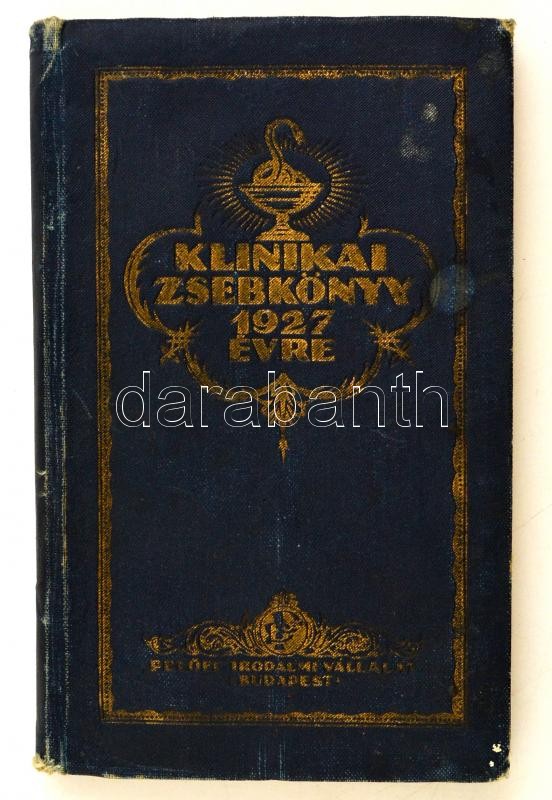 KLINIKAI
ZSEBKÖNYV
1927
ÉVRE
darabanth
PETŐFI IRODALMI VÁLLALAT
BUDAPEST